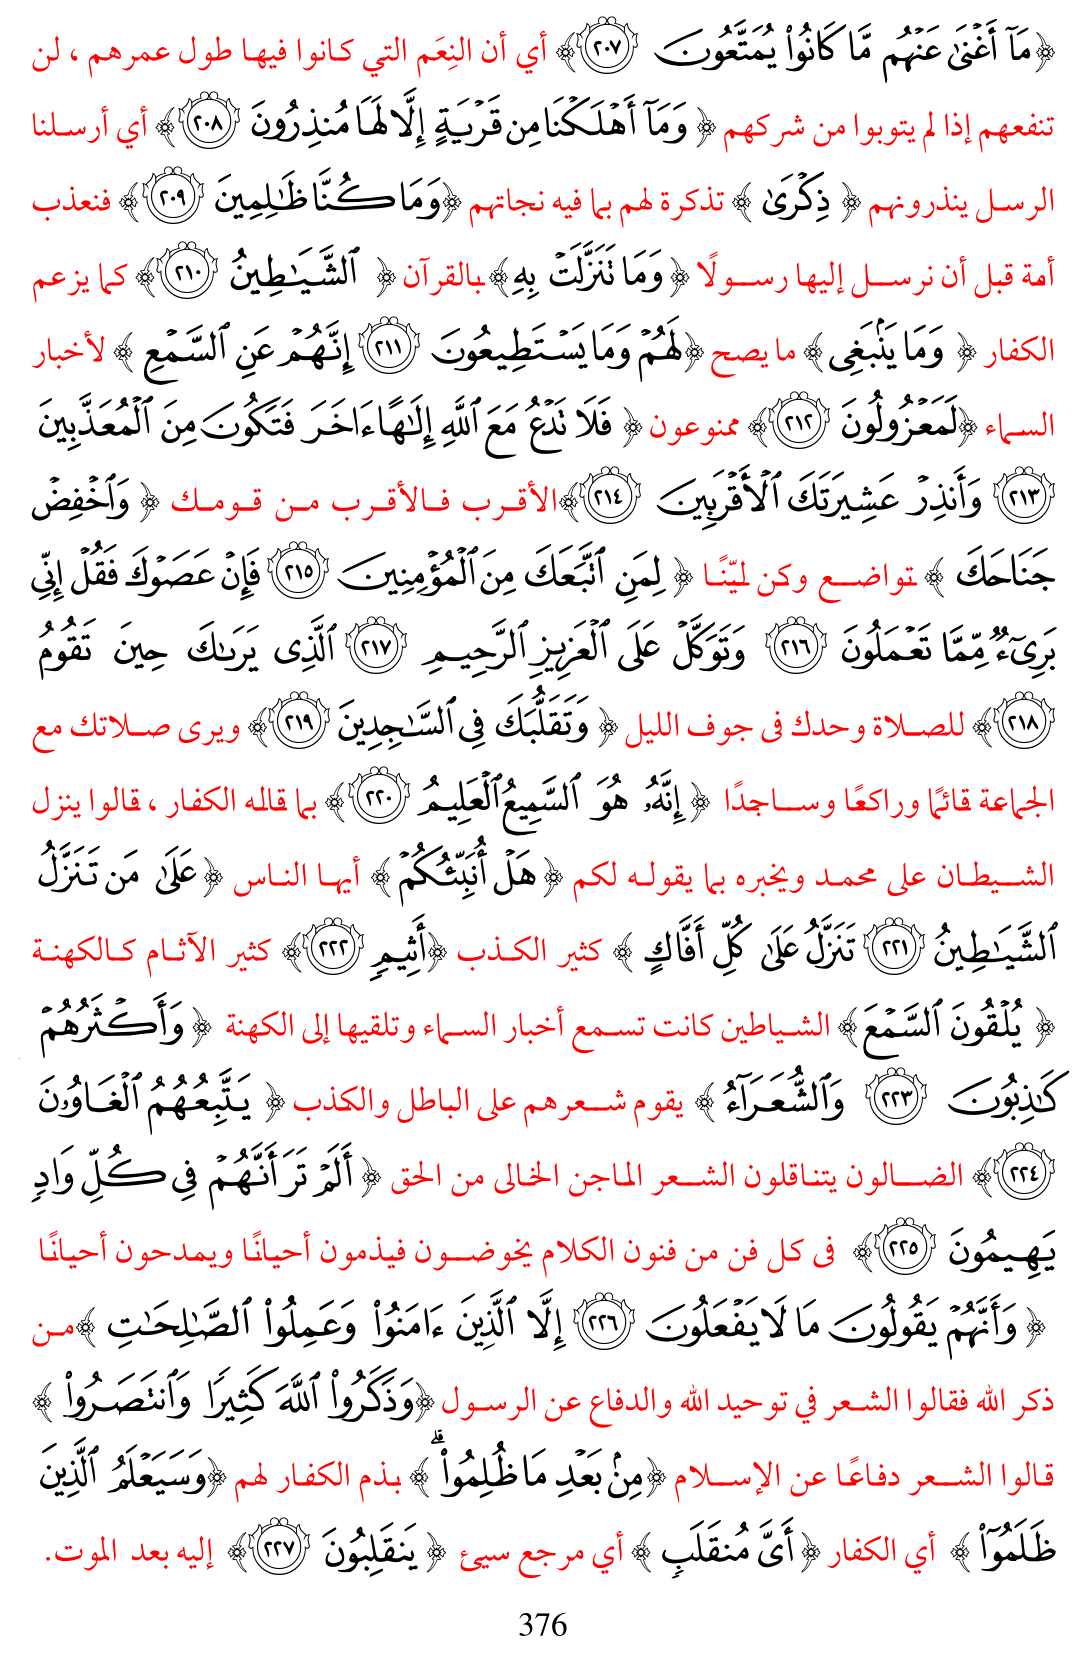 ﴿ مَآ أَغۡنَىٰ عَنۡهُم مَّا كَانُوا۟ يُمَتَّعُونَ ٢٠٧ ﴾ أي أن النِعَم التي كانوا فيها طول عمرهم ، لن
تنفعهم إذا لم يتوبوا من شركهم ﴿ وَمَآ أَهۡلَكۡنَا مِن قَرۡيَةٍ إِلَّا لَهَا مُنذِرُونَ ٢٠٨ ﴾ أي أرسلنا
الرسل ينذرونهم ﴿ ذِكۡرَىٰ ﴾ تذكرة لهم بما فيه نجاتهم ﴿وَمَا كُنَّا ظَٰلِمِينَ ٢٠٩ ﴾ فنعذب
أمة قبل أن نرسل إليها رسولًا ﴿ وَمَا تَنَزَّلَتۡ بِهِ ﴾ بالقرآن ﴿ ٱلشَّيَٰطِينُ ٢١٠ ﴾ كما يزعم
الكفار ﴿ وَمَا يَنۢبَغِى ﴾ ما يصح ﴿لَهُمۡ وَمَا يَسۡتَطِيعُونَ ٢١١ إِنَّهُمۡ عَنِ ٱلسَّمۡعِ ﴾ لأخبار
السماء ﴿لَمَعۡزُولُونَ ٢١٢ ﴾ ممنوعون ﴿ فَلَا تَدۡعُ مَعَ ٱللَّهِ إِلَٰهًا ءَاخَرَ فَتَكُونَ مِنَ ٱلۡمُعَذَّبِينَ
٢١٣ وَأَنذِرۡ عَشِيرَتَكَ ٱلۡأَقۡرَبِينَ ٢١٤ ﴾ الأقرب فالأقرب من قومك ﴿ وَٱخۡفِضۡ
جَنَاحَكَ ﴾ تواضع وكن ليّنًا ﴿ لِمَنِ ٱتَّبَعَكَ مِنَ ٱلۡمُؤۡمِنِينَ ٢١٥ فَإِنۡ عَصَوۡكَ فَقُلۡ إِنِّى
بَرِىٓءٌ مِّمَّا تَعۡمَلُونَ ٢١٦ وَتَوَكَّلۡ عَلَى ٱلۡعَزِيزِ ٱلرَّحِيمِ ٢١٧ ٱلَّذِى يَرَىٰكَ حِينَ تَقُومُ
٢١٨ ﴾ للصلاة وحدك فى جوف الليل ﴿ وَتَقَلُّبَكَ فِى ٱلسَّٰجِدِينَ ٢١٩ ﴾ ويرى صلاتك مع
الجماعة قائمًا وراكعًا وساجدًا ﴿ إِنَّهُۥ هُوَ ٱلسَّمِيعُ ٱلۡعَلِيمُ ٢٢٠ ﴾ بما قاله الكفار ، قالوا ينزل
الشيطان على محمد ويخبره بما يقوله لكم ﴿ هَلۡ أُنَبِّئُكُمۡ ﴾ أيها الناس ﴿ عَلَىٰ مَن تَنَزَّلُ
ٱلشَّيَٰطِينُ ٢٢١ تَنَزَّلُ عَلَىٰ كُلِّ أَفَّاكٍ ﴾ كثير الكذب ﴿أَثِيمٍ ٢٢٢ ﴾ كثير الآثام كالكهنة
﴿ يُلۡقُونَ ٱلسَّمۡعَ ﴾ الشياطين كانت تسمع أخبار السماء وتلقيها إلى الكهنة ﴿ وَأَكۡثَرُهُمۡ
كَٰذِبُونَ ٢٢٣ وَٱلشُّعَرَآءُ ﴾ يقوم شعرهم على الباطل والكذب ﴿ يَتَّبِعُهُمُ ٱلۡغَاوُۥنَ
٢٢٤ ﴾ الضالون يتناقلون الشعر الماجن الخالى من الحق ﴿ أَلَمۡ تَرَ أَنَّهُمۡ فِى كُلِّ وَادٍ
يَهِيمُونَ ٢٢٥ ﴾ فى كل فن من فنون الكلام يخوضون فيذمون أحيانًا ويمدحون أحيانًا
﴿ وَأَنَّهُمۡ يَقُولُونَ مَا لَا يَفۡعَلُونَ ٢٢٦ إِلَّا ٱلَّذِينَ ءَامَنُوا۟ وَعَمِلُوا۟ ٱلصَّٰلِحَٰتِ ﴾ من
ذكر الله فقالوا الشعر في توحيد الله والدفاع عن الرسول ﴿وَذَكَرُوا۟ ٱللَّهَ كَثِيرًا وَٱنتَصَرُوا۟ ﴾
قالوا الشعر دفاعًا عن الإسلام ﴿مِنۢ بَعۡدِ مَا ظُلِمُوا۟ۗ ﴾ بذم الكفار لهم ﴿وَسَيَعۡلَمُ ٱلَّذِينَ
ظَلَمُوٓا۟ ﴾ أي الكفار ﴿ أَىَّ مُنقَلَبٍ ﴾ أي مرجع سيئ ﴿ يَنقَلِبُونَ ٢٢٧ ﴾ إليه بعد الموت.
376